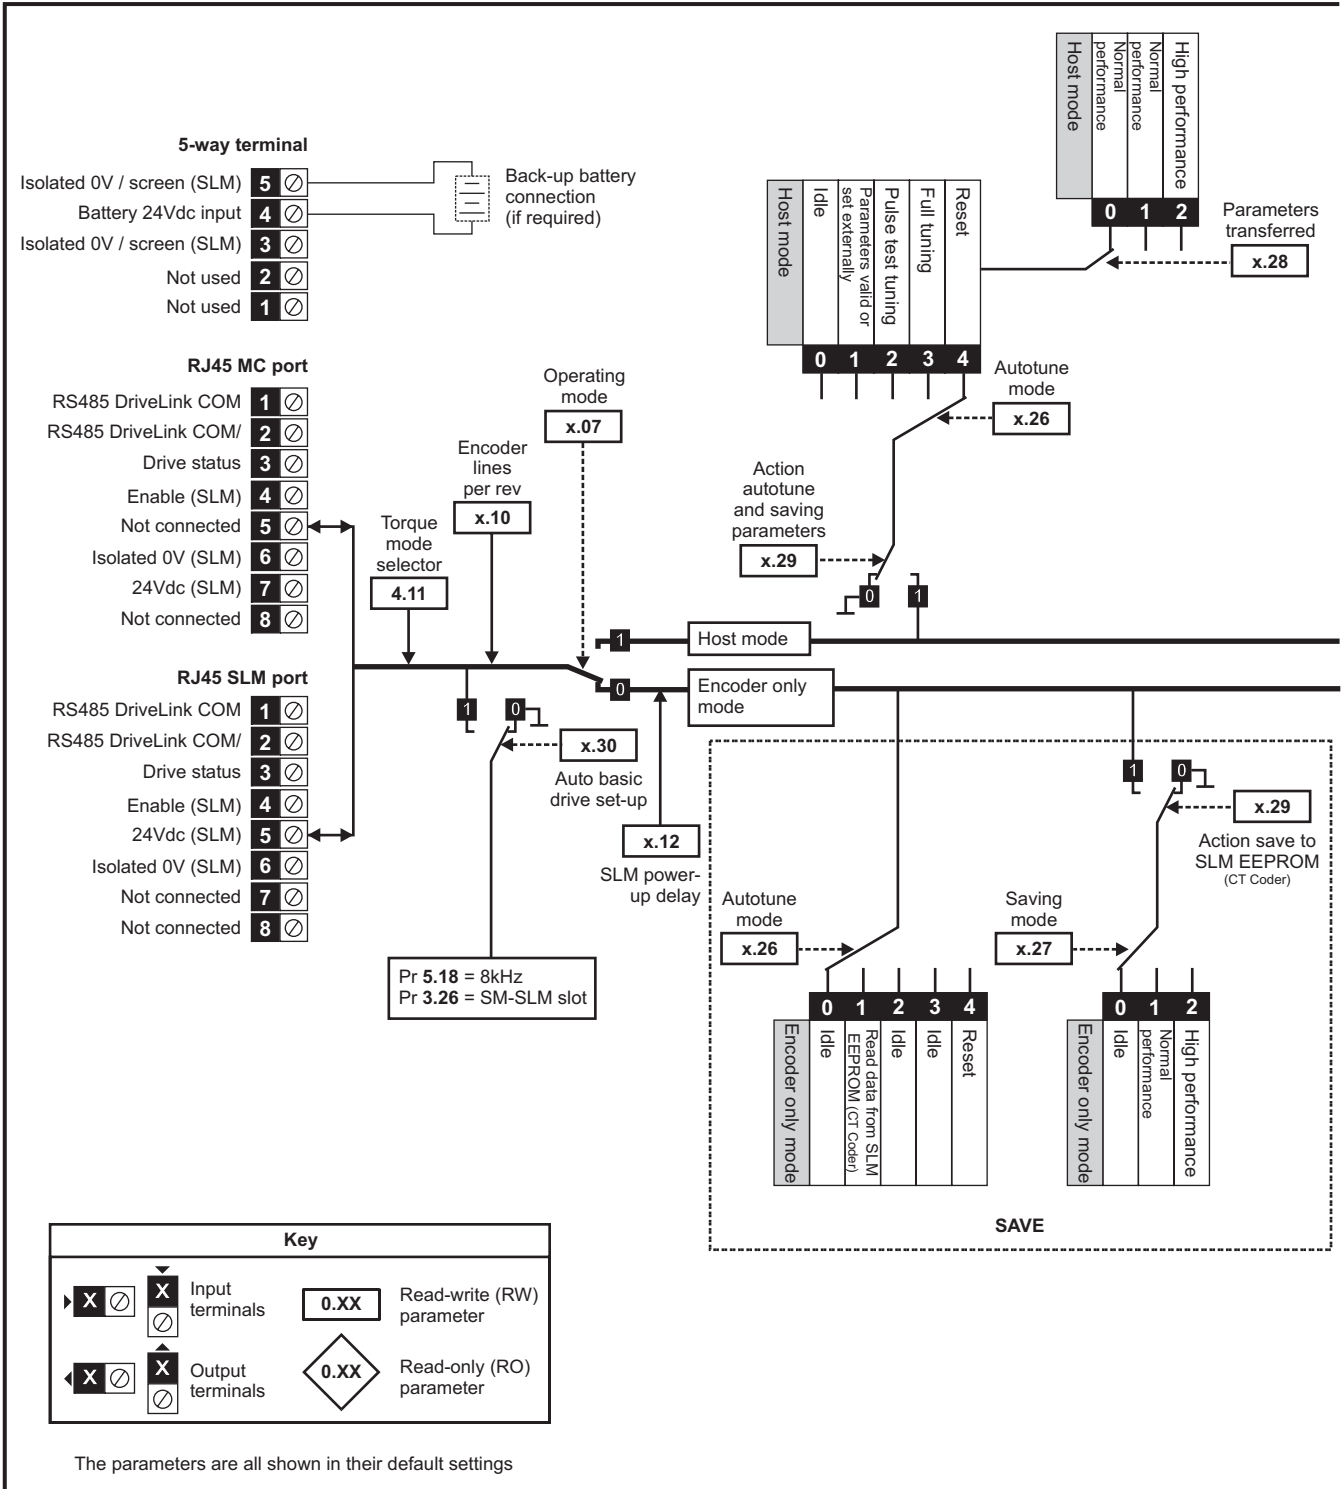 5-way terminal
Isolated 0V / screen (SLM) 5
Battery 24Vdc input 4
Isolated 0V / screen (SLM) 3
Not used 2
Not used 1
Back-up battery
connection
(if required)
RJ45 MC port
RS485 DriveLink COM 1
RS485 DriveLink COM/ 2
Drive status 3
Enable (SLM) 4
Not connected 5
Isolated 0V (SLM) 6
24Vdc (SLM) 7
Not connected 8
RJ45 SLM port
RS485 DriveLink COM 1
RS485 DriveLink COM/ 2
Drive status 3
Enable (SLM) 4
24Vdc (SLM) 5
Isolated 0V (SLM) 6
Not connected 7
Not connected 8
Torque
mode
selector
4.11
Encoder
lines
per rev
x.10
Operating
mode
x.07
1
0
x.30
Auto basic
drive set-up
Pr 5.18 = 8kHz
Pr 3.26 = SM-SLM slot
1
Host mode
0
Encoder only
mode
x.12
SLM power-
up delay
Host mode
Idle
Parameters valid or
set externally
Pulse test tuning
Full tuning
Reset
0 1 2 3 4
Autotune
mode
x.26
Action
autotune
and saving
parameters
x.29
0
1
Host mode
Normal
performance
Normal
performance
High performance
0 1 2
Parameters
transferred
x.28
1
0
x.29
Action save to
SLM EEPROM
(CT Coder)
Autotune
mode
x.26
0 1 2 3 4
Encoder only mode
Idle
Read data from SLM
EEPROM (CT Coder)
Idle
Idle
Reset
Saving
mode
x.27
0 1 2
Encoder only mode
Idle
Normal
performance
High performance
SAVE
Key
X
X
Input
terminals
0.XX
Read-write (RW)
parameter
X
X
Output
terminals
0.XX
Read-only (RO)
parameter
The parameters are all shown in their default settings